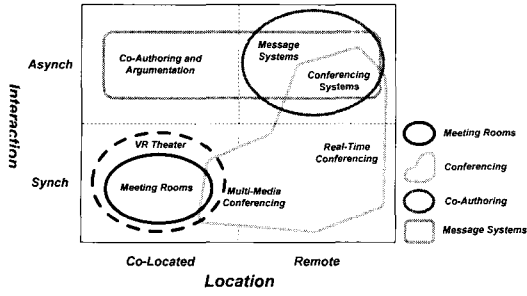 Interaction
Asynch
Co-Authoring and
Argumentation
Message
Systems
Conferencing
Systems
Synch
VR Theater
Meeting Rooms
Multi-Media
Conferencing
Real-Time
Conferencing
Co-Located
Remote
Location
Meeting Rooms
Conferencing
Co-Authoring
Message Systems